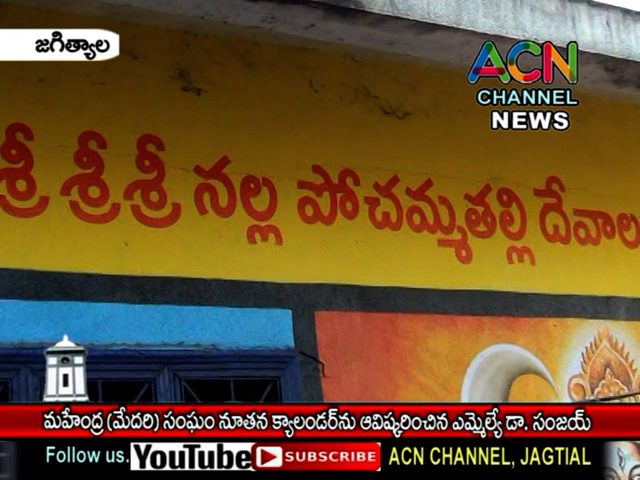 జగిత్యాల
ACN
CHANNEL
NEWS
శ్రీ శ్రీ శ్రీ నల్ల పోచమ్మతల్లి దేవాల
మహేంద్ర (మేదరి) సంఘం నూతన క్యాలండర్‌ను ఆవిష్కరించిన ఎమ్మెల్యే డా. సంజయ్
Follow us. YouTube SUBSCRIBE ACN CHANNEL, JAGTIAL